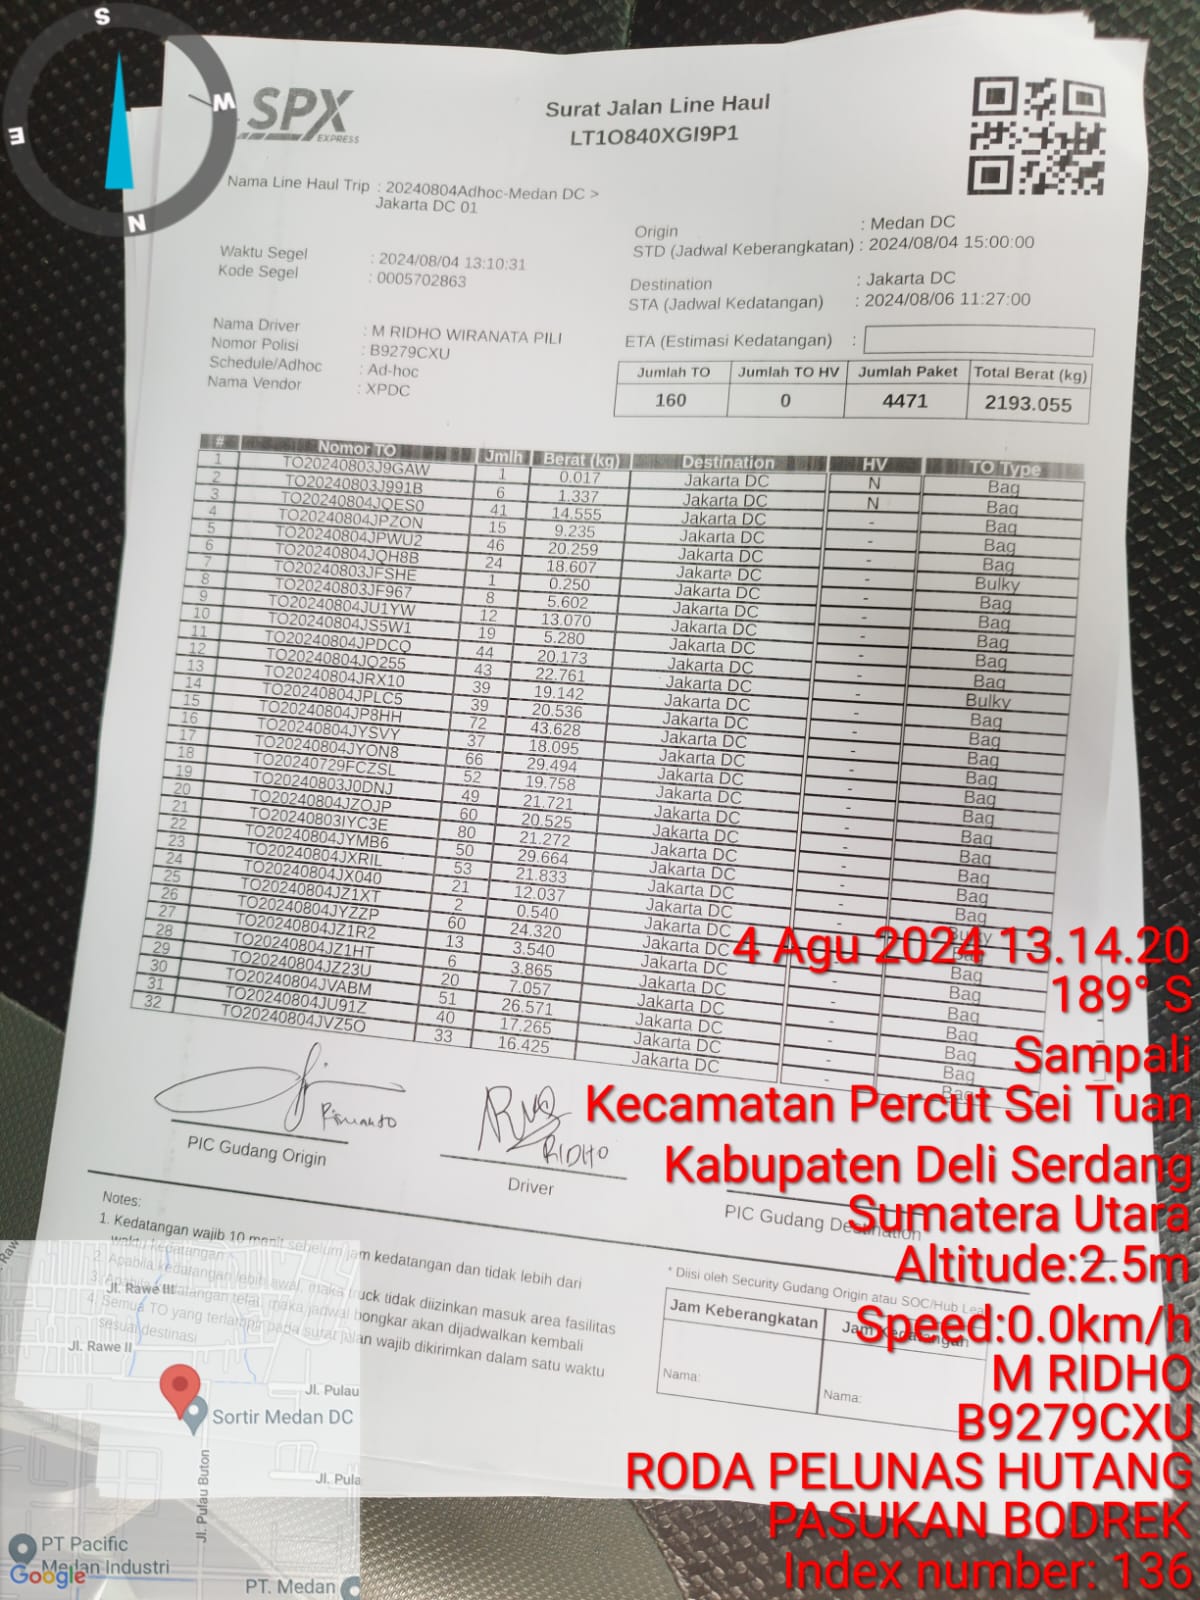 S
W
E
N
SPX
EXPRESS
Surat Jalan Line Haul
LT1O840XGI9P1
Nama Line Haul Trip : 20240804Adhoc-Medan DC >
Jakarta DC 01
Waktu Segel : 2024/08/04 13:10:31
Kode Segel : 0005702863
Origin : Medan DC
STD (Jadwal Keberangkatan) : 2024/08/04 15:00:00
Destination : Jakarta DC
STA (Jadwal Kedatangan) : 2024/08/06 11:27:00
Nama Driver : M RIDHO WIRANATA PILI
Nomor Polisi : B9279CXU
Schedule/Adhoc : Ad-hoc
Nama Vendor : XPDC
ETA (Estimasi Kedatangan) :
Jumlah TO Jumlah TO HV Jumlah Paket Total Berat (kg)
160 0 4471 2193.055
# Nomor TO Jmlh Berat (kg) Destination HV TO Type
1 TO20240803J9GAW 1 0.017 Jakarta DC N Bag
2 TO20240803J991B 6 1.337 Jakarta DC N Bag
3 TO20240804JQES0 41 14.555 Jakarta DC - Bag
4 TO20240804JPZON 15 9.235 Jakarta DC - Bag
5 TO20240804JPWU2 46 20.259 Jakarta DC - Bag
6 TO20240804JQH8B 24 18.607 Jakarta DC - Bulky
7 TO20240803JFSHE 1 0.250 Jakarta DC - Bag
8 TO20240803JF967 8 5.602 Jakarta DC - Bag
9 TO20240804JU1YW 12 13.070 Jakarta DC - Bag
10 TO20240804JS5W1 19 5.280 Jakarta DC - Bag
11 TO20240804JPDCQ 44 20.173 Jakarta DC - Bag
12 TO20240804JQ255 43 22.761 Jakarta DC - Bulky
13 TO20240804JRX10 39 19.142 Jakarta DC - Bag
14 TO20240804JPLC5 39 20.536 Jakarta DC - Bag
15 TO20240804JP8HH 72 43.628 Jakarta DC - Bag
16 TO20240804JYSVY 37 18.095 Jakarta DC - Bag
17 TO20240804JYON8 66 29.494 Jakarta DC - Bag
18 TO20240729FCZSL 52 19.758 Jakarta DC - Bag
19 TO20240803J0DNJ 49 21.721 Jakarta DC - Bag
20 TO20240804JZOJP 60 20.525 Jakarta DC - Bag
21 TO20240803IYC3E 80 21.272 Jakarta DC - Bag
22 TO20240804JYMB6 50 29.664 Jakarta DC - Bag
23 TO20240804JXRIL 53 21.833 Jakarta DC - Bag
24 TO20240804JX040 21 12.037 Jakarta DC - Bulky
25 TO20240804JZ1XT 2 0.540 Jakarta DC - Bag
26 TO20240804JYZZP 60 24.320 Jakarta DC - Bag
27 TO20240804JZ1R2 13 3.540 Jakarta DC - Bag
28 TO20240804JZ1HT 6 3.865 Jakarta DC - Bag
29 TO20240804JZ23U 20 7.057 Jakarta DC - Bag
30 TO20240804JVABM 51 26.571 Jakarta DC - Bag
31 TO20240804JU91Z 40 17.265 Jakarta DC - Bag
32 TO20240804JVZ5O 33 16.425 Jakarta DC - Bag
Rismanto
RIDHO
PIC Gudang Origin
Driver
PIC Gudang Destination
Notes:
1. Kedatangan wajib 10 menit sebelum jam kedatangan dan tidak lebih dari
waktu kedatangan
2. Apabila kedatangan lebih awal, maka truck tidak diizinkan masuk area fasilitas
3. Apabila kedatangan telat, maka jadwal bongkar akan dijadwalkan kembali
4. Semua TO yang terlampir pada surat jalan wajib dikirimkan dalam satu waktu
sesuai destinasi
* Diisi oleh Security Gudang Origin atau SOC/Hub
Jam Keberangkatan Jam Kedatangan
Nama: Nama:
4 Agu 2024 13.14.20
189° S
Sampali
Kecamatan Percut Sei Tuan
Kabupaten Deli Serdang
Sumatera Utara
Altitude:2.5m
Speed:0.0km/h
M RIDHO
B9279CXU
RODA PELUNAS HUTANG
PASUKAN BODREK
Index number: 136
Jl. Rawe III
Jl. Rawe II
Jl. Pulau
Sortir Medan DC
Jl. Pulau Buton
Jl. Pula
PT Pacific
Medan Industri
Google
PT. Medan